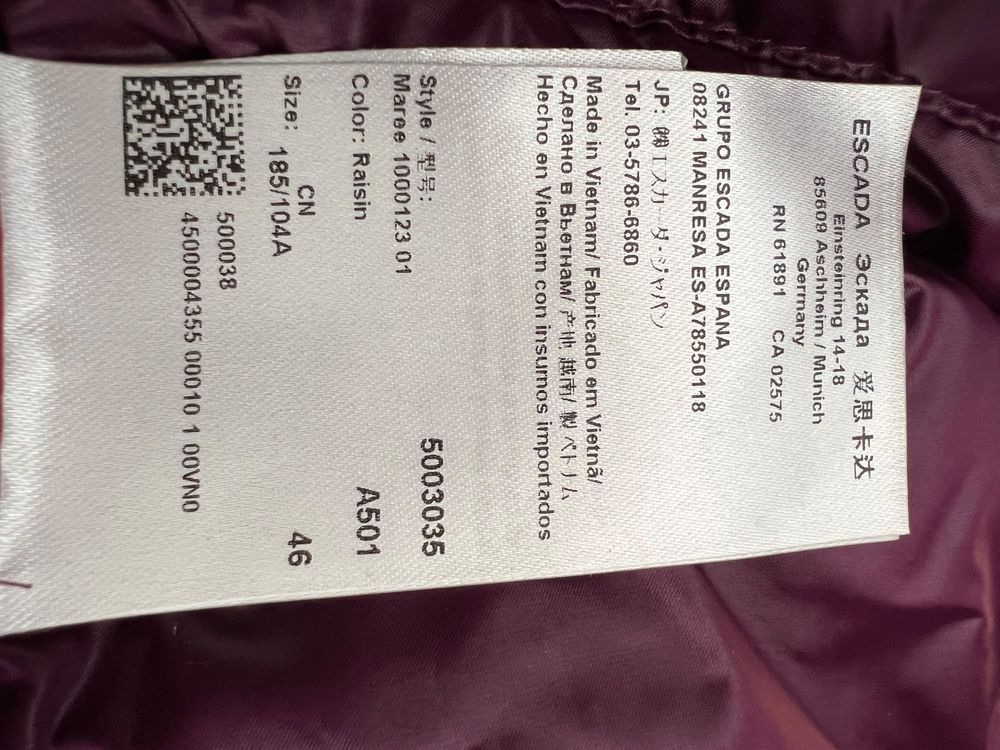 ESCADA Эскада 爱思卡达
Einsteinring 14-18
85609 Aschheim / Munich
Germany
RN 61891 CA 02575
GRUPO ESCADA ESPANA
08241 MANRESA ES-A78550118
JP: ㈱エスカーダ・ジャパン
Tel. 03-5786-6860
Made in Vietnam/ Fabricado em Vietnã/
Сделано в Вьетнам/ 产地 越南/ 製 ベトナム
Hecho en Vietnam con insumos importados
Style / 型号: 5003035
Maree 1000123 01
Color: Raisin A501
CN
Size: 185/104A 46
500038
4500004355 00010 1 00VN0